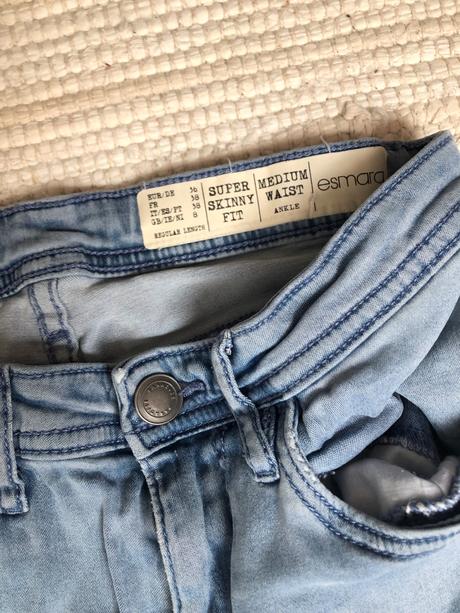 EUR/DE 36
FR 38
IT/ES/PT 38
GB/IE/NI 8
REGULAR LENGTH
SUPER
SKINNY
FIT
MEDIUM
WAIST
ANKLE
esmara